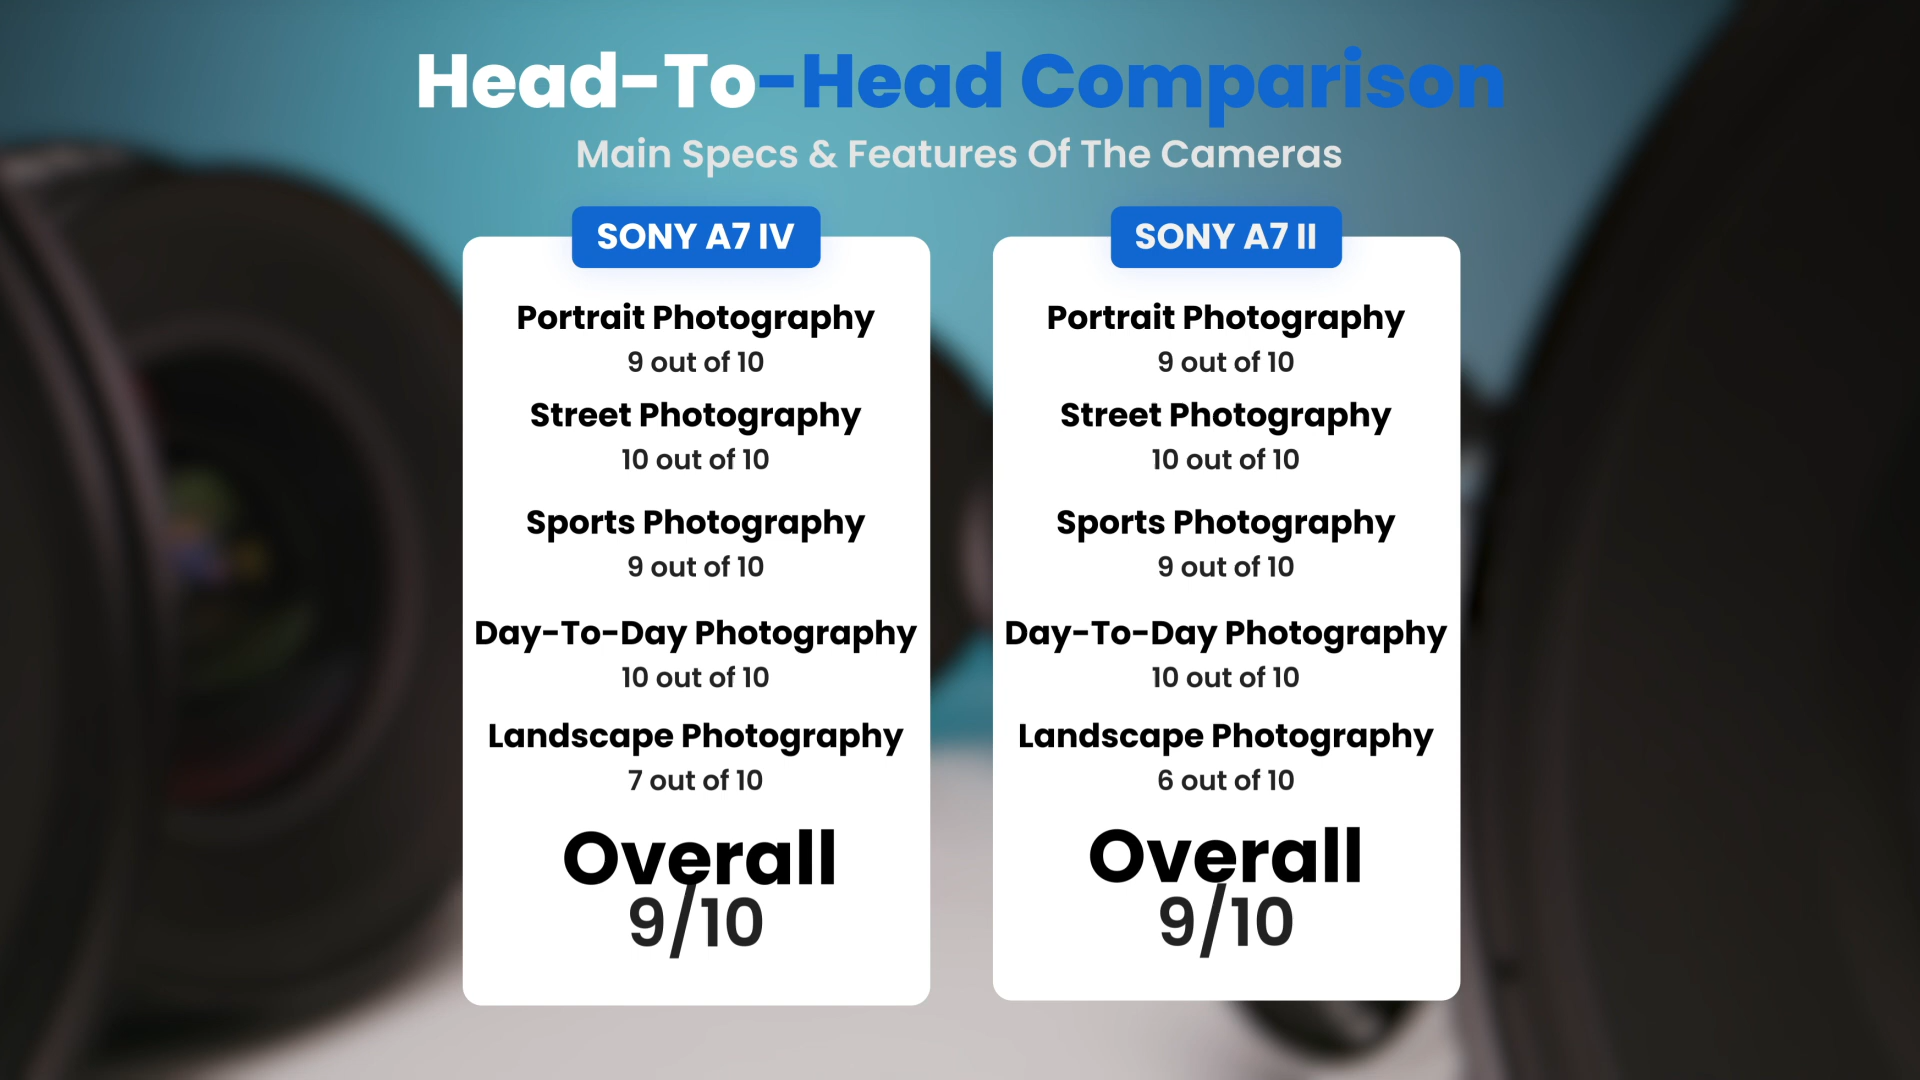 Head-To-Head Comparison
Main Specs & Features Of The Cameras
SONY A7 IV
Portrait Photography
9 out of 10
Street Photography
10 out of 10
Sports Photography
9 out of 10
Day-To-Day Photography
10 out of 10
Landscape Photography
7 out of 10
Overall
9/10
SONY A7 II
Portrait Photography
9 out of 10
Street Photography
10 out of 10
Sports Photography
9 out of 10
Day-To-Day Photography
10 out of 10
Landscape Photography
6 out of 10
Overall
9/10